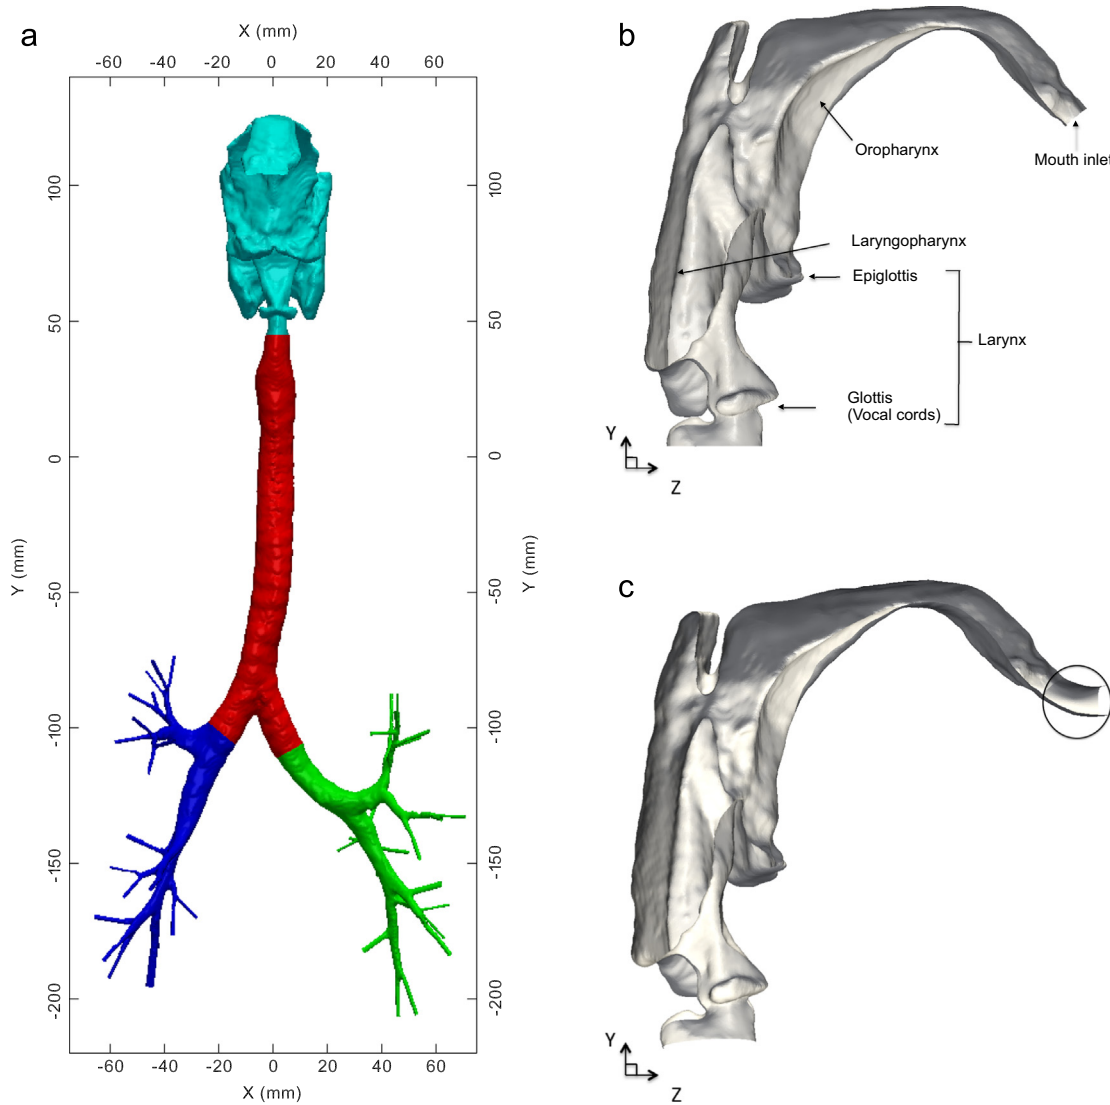 a
X (mm)
-60 -40 -20 0 20 40 60
100
50
0
-50
-100
-150
-200
Y (mm)
100
50
0
-50
-100
-150
-200
Y (mm)
-60 -40 -20 0 20 40 60
X (mm)
b
Oropharynx
Mouth inlet
Laryngopharynx
Epiglottis
Larynx
Glottis
(Vocal cords)
Y
Z
c
Y
Z